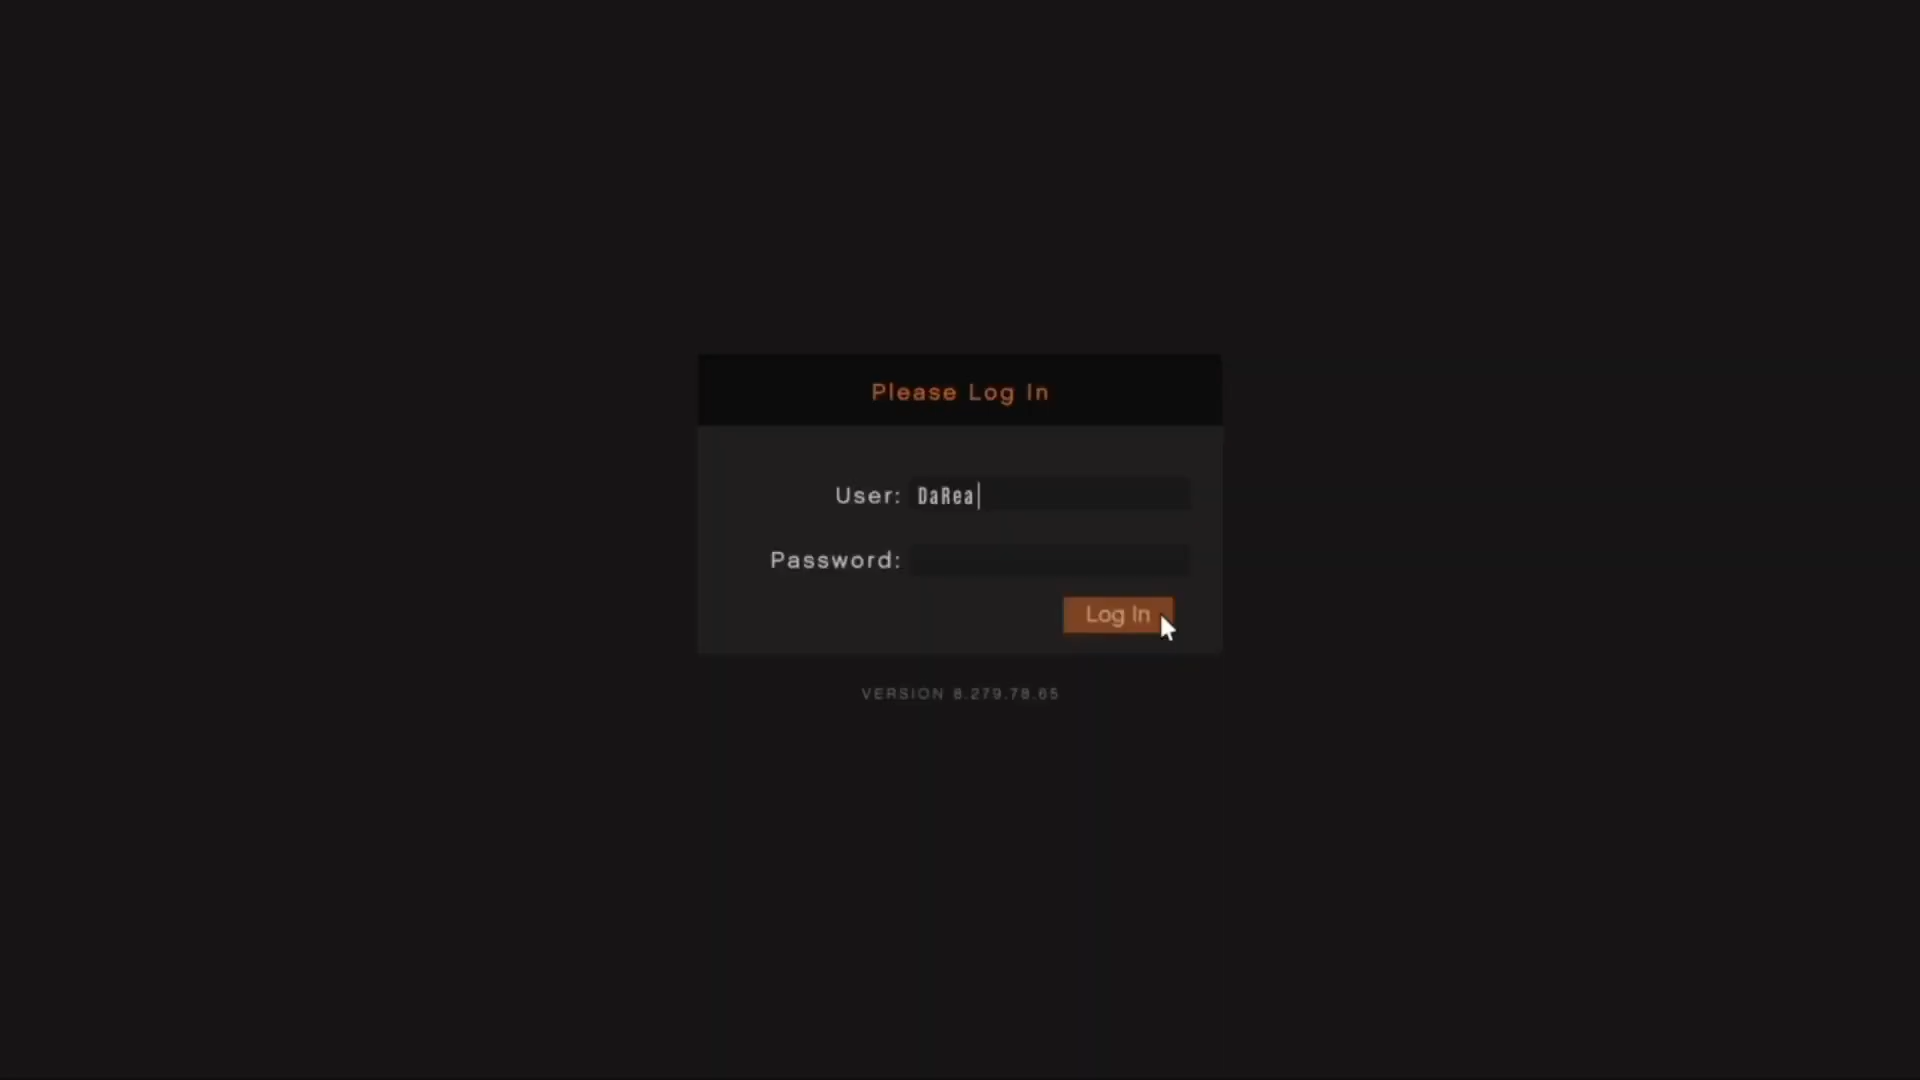 Please Log In
User: DaRea
Password:
Log In
VERSION 8.279.78.65